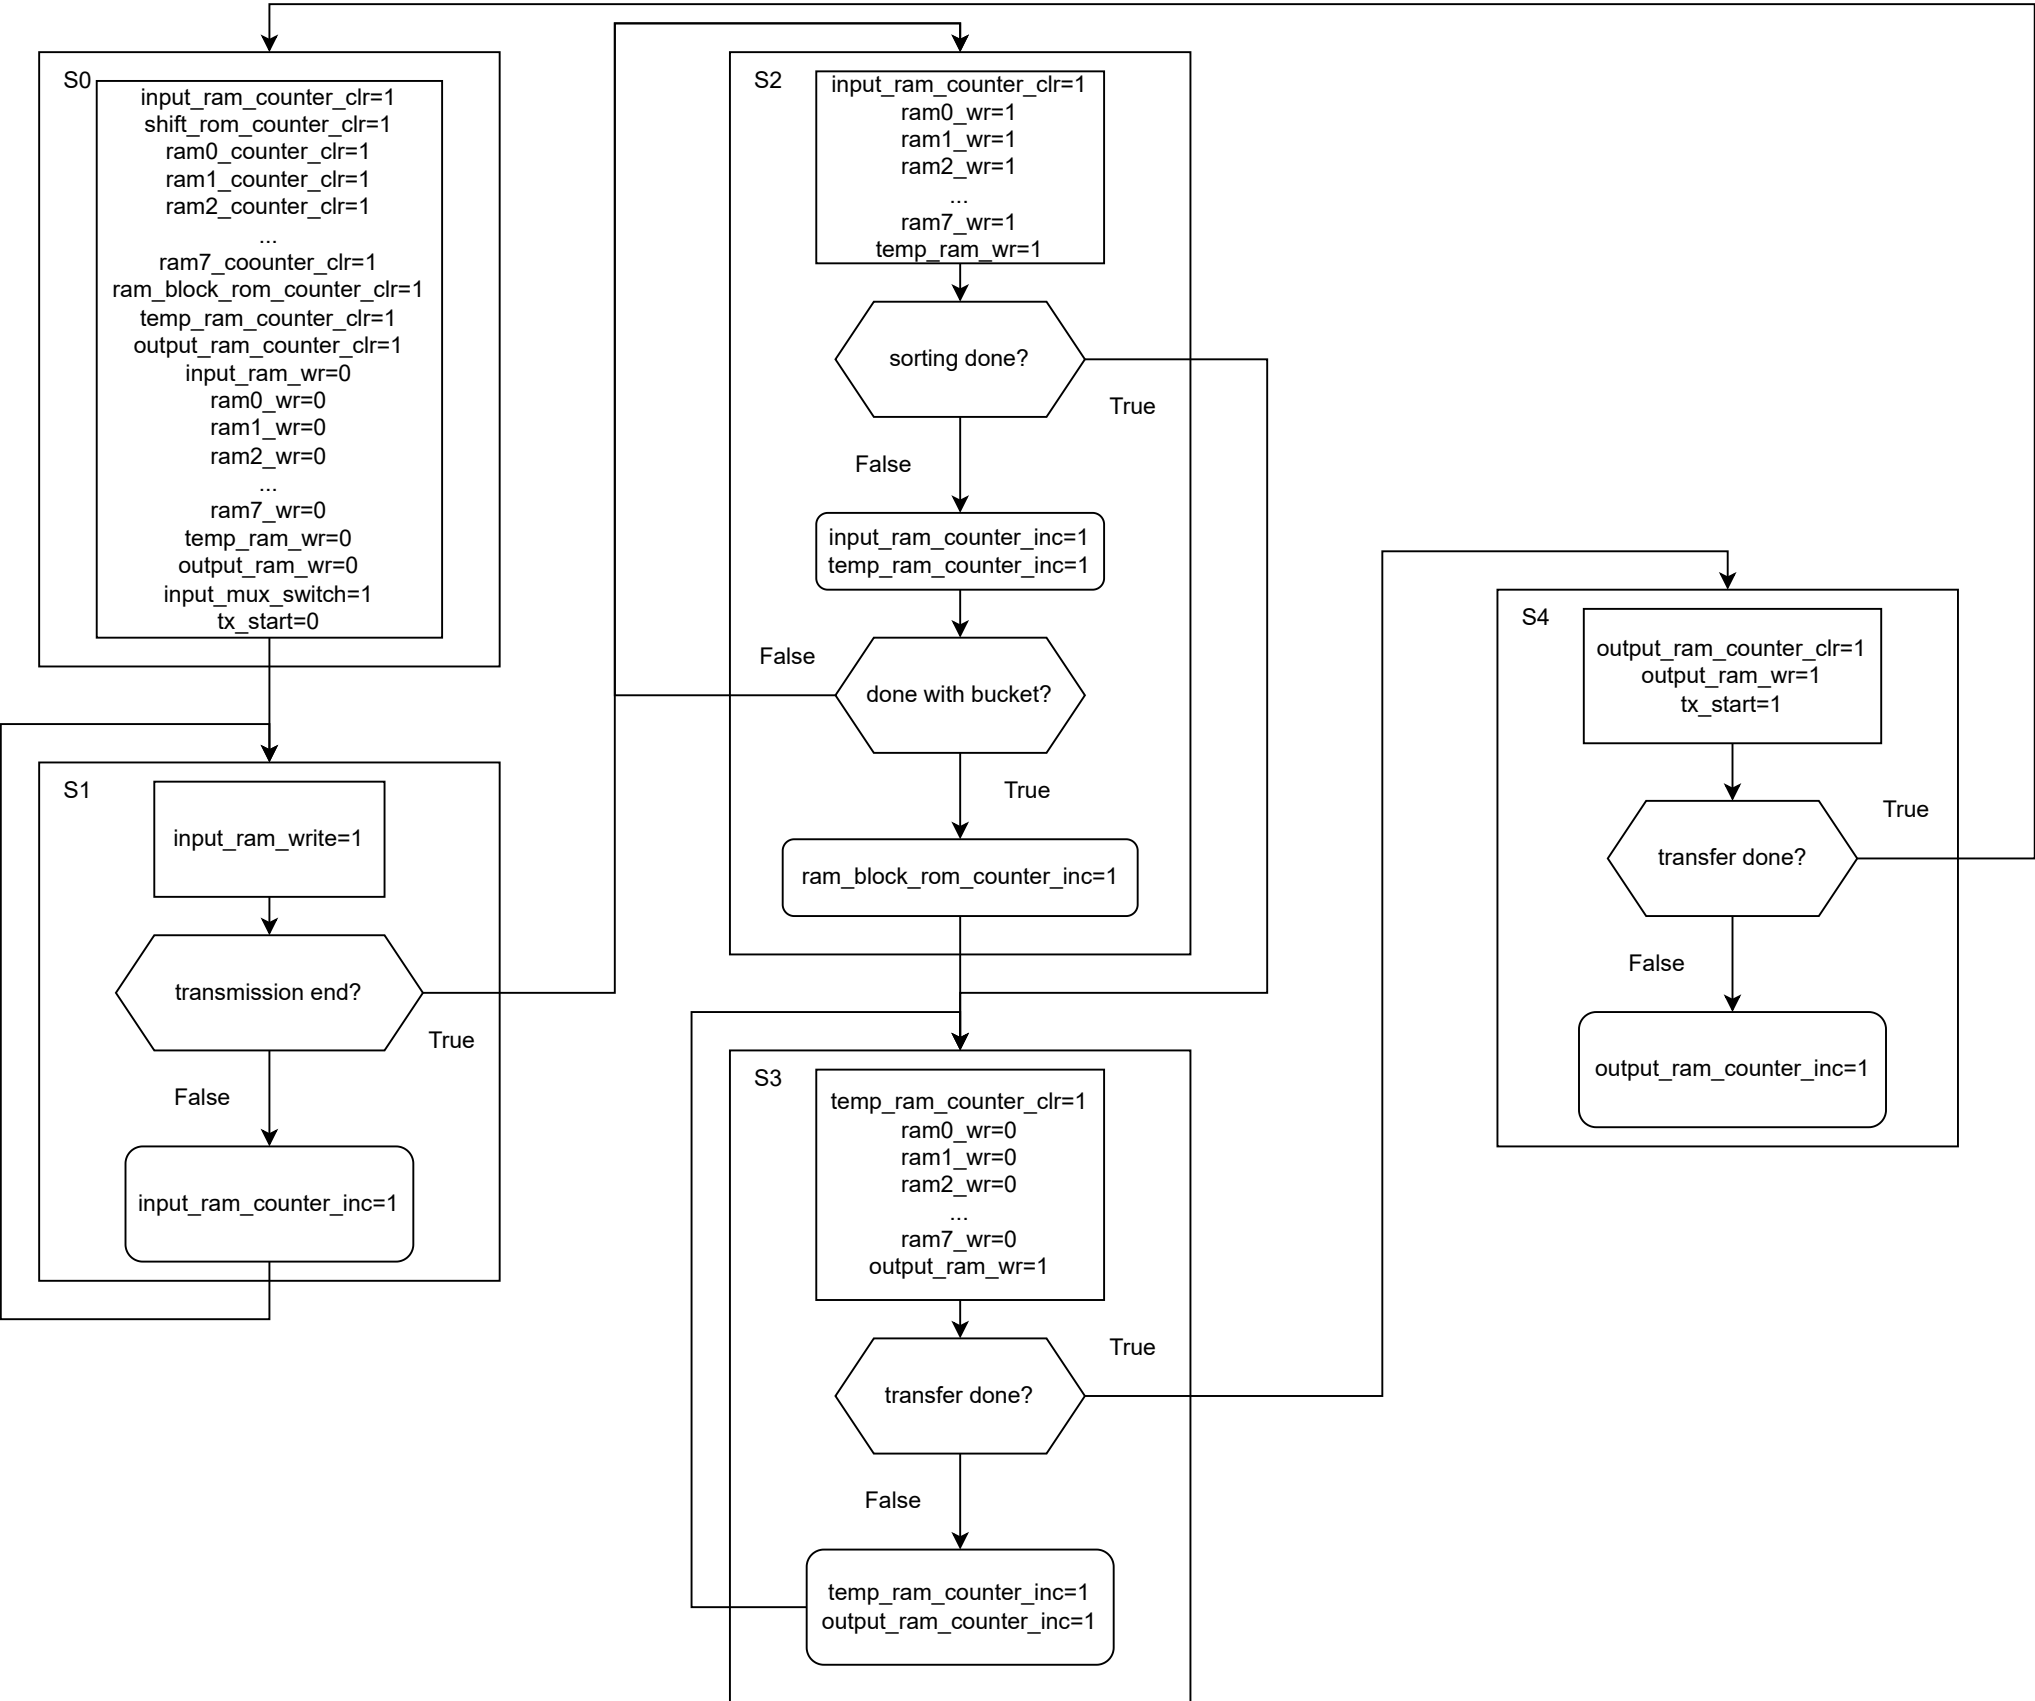 S0
input_ram_counter_clr=1
shift_rom_counter_clr=1
ram0_counter_clr=1
ram1_counter_clr=1
ram2_counter_clr=1
...
ram7_coounter_clr=1
ram_block_rom_counter_clr=1
temp_ram_counter_clr=1
output_ram_counter_clr=1
input_ram_wr=0
ram0_wr=0
ram1_wr=0
ram2_wr=0
...
ram7_wr=0
temp_ram_wr=0
output_ram_wr=0
input_mux_switch=1
tx_start=0
S1
input_ram_write=1
transmission end?
True
False
input_ram_counter_inc=1
S2
input_ram_counter_clr=1
ram0_wr=1
ram1_wr=1
ram2_wr=1
...
ram7_wr=1
temp_ram_wr=1
sorting done?
True
False
input_ram_counter_inc=1
temp_ram_counter_inc=1
False
done with bucket?
True
ram_block_rom_counter_inc=1
S3
temp_ram_counter_clr=1
ram0_wr=0
ram1_wr=0
ram2_wr=0
...
ram7_wr=0
output_ram_wr=1
True
transfer done?
False
temp_ram_counter_inc=1
output_ram_counter_inc=1
S4
output_ram_counter_clr=1
output_ram_wr=1
tx_start=1
True
transfer done?
False
output_ram_counter_inc=1